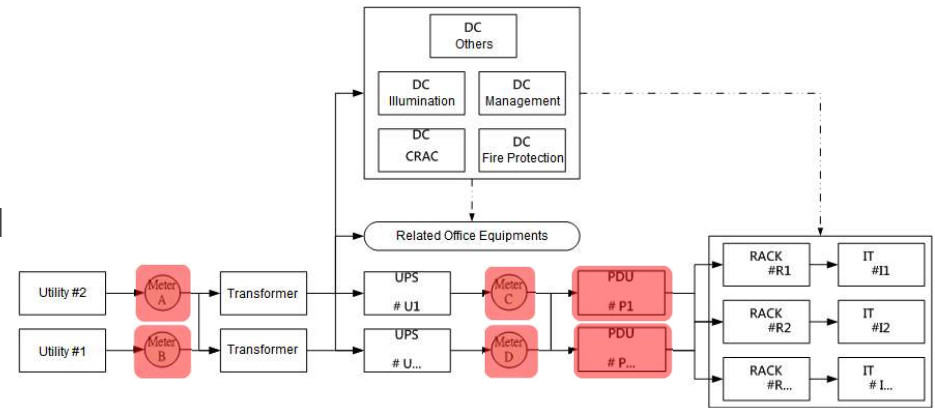 DC
Others
DC
Illumination
DC
Management
DC
CRAC
DC
Fire Protection
Related Office Equipments
Utility #2
Meter
A
Transformer
UPS
# U1
Meter
C
PDU
# P1
RACK
#R1
IT
#I1
RACK
#R2
IT
#I2
Utility #1
Meter
B
Transformer
UPS
# U...
Meter
D
PDU
# P...
RACK
#R...
IT
# I...